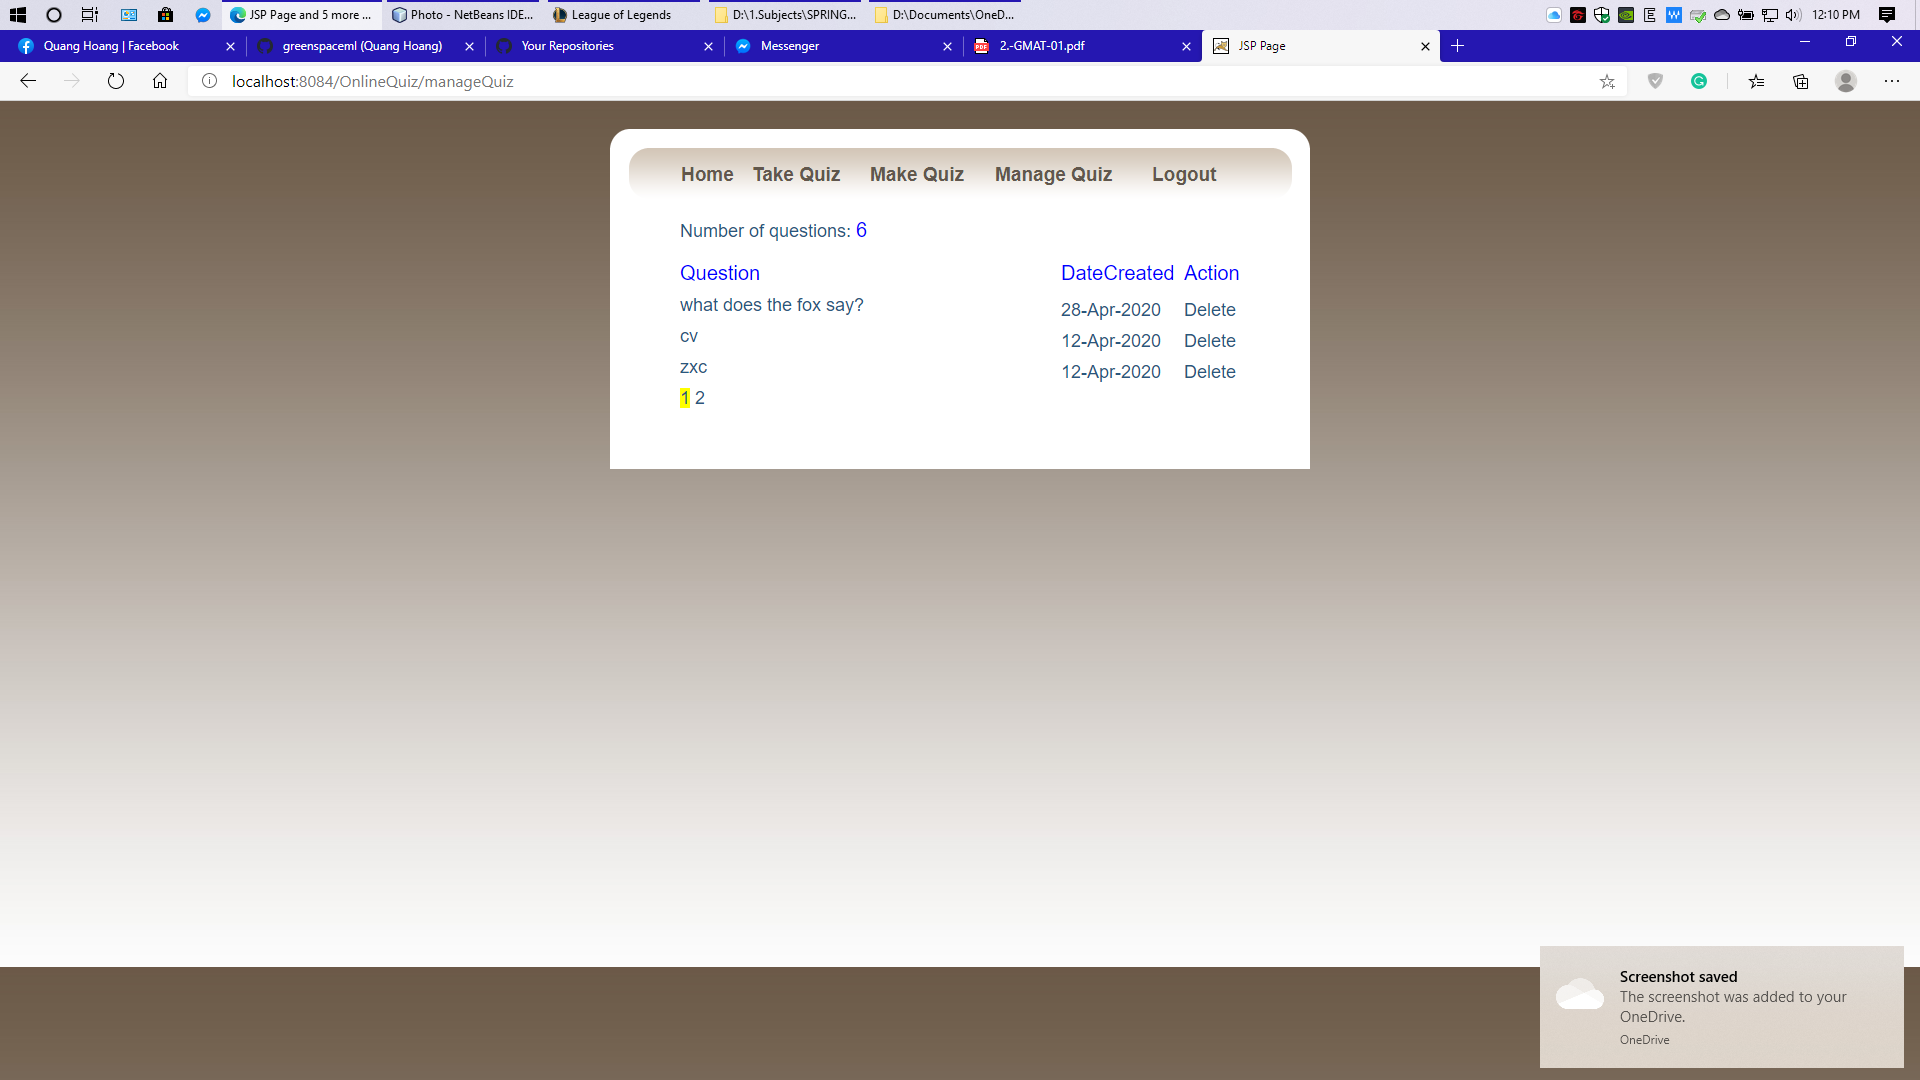 JSP Page and 5 more ...
Photo - NetBeans IDE...
League of Legends
D:\1.Subjects\SPRING...
D:\Documents\OneD...
12:10 PM
Quang Hoang | Facebook
greenspaceml (Quang Hoang)
Your Repositories
Messenger
2.-GMAT-01.pdf
JSP Page
localhost:8084/OnlineQuiz/manageQuiz
Home Take Quiz Make Quiz Manage Quiz Logout
Number of questions: 6
Question DateCreated Action
what does the fox say? 28-Apr-2020 Delete
cv 12-Apr-2020 Delete
zxc 12-Apr-2020 Delete
1 2
Screenshot saved
The screenshot was added to your
OneDrive.
OneDrive